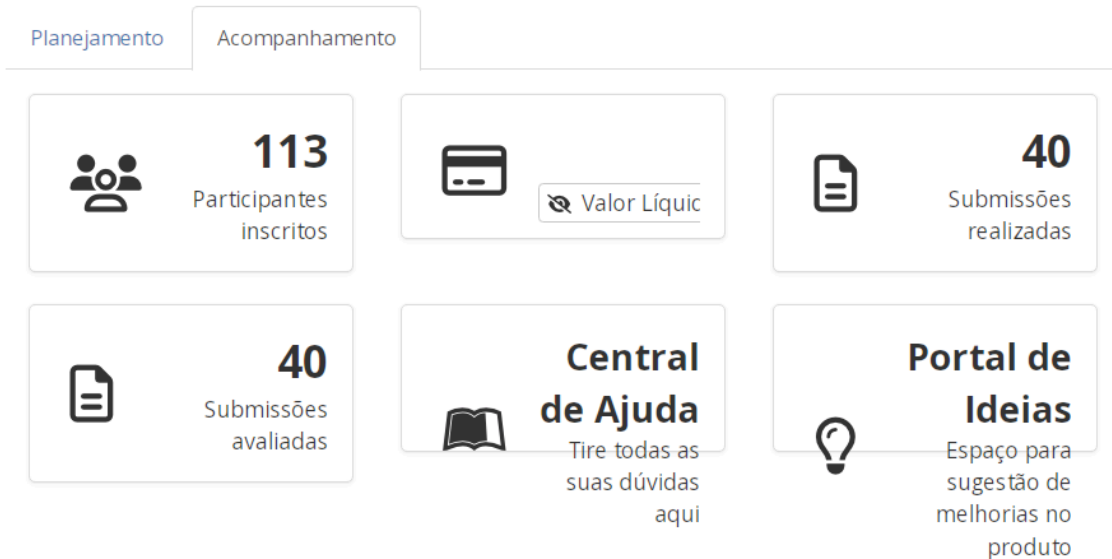 Planejamento
Acompanhamento
113
Participantes
inscritos
Valor Líquic
40
Submissões
realizadas
40
Submissões
avaliadas
Central
de Ajuda
Tire todas as
suas dúvidas
aqui
Portal de
Ideias
Espaço para
sugestão de
melhorias no
produto